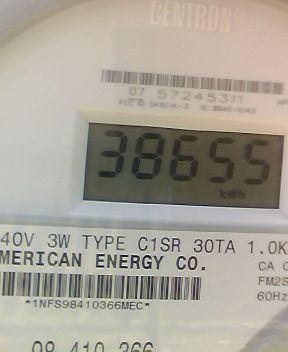 CENTRON®
07 57245311
38655
kWh
40V 3W TYPE C1SR 30TA 1.0K
MERICAN ENERGY CO.
CA
FM2S
60Hz
*1NFS98410366MEC*
98 410 366